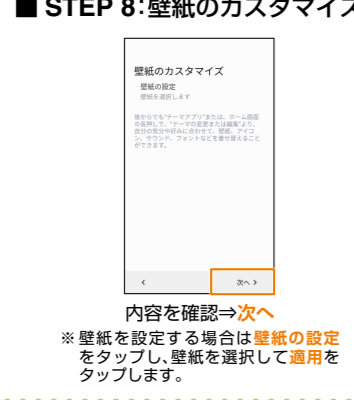 ■ STEP 8：壁紙のカスタマイズ
壁紙のカスタマイズ
壁紙の設定
壁紙を選択します
後からでも"テーマアプリ"または、ホーム画面
の長押しで、"テーマの変更または編集"より、
自分の気分や好みに合わせて、壁紙、アイコ
ン、サウンド、フォントなどを着せ替えること
ができます。
‹ 次へ ›
内容を確認⇒次へ
※ 壁紙を設定する場合は壁紙の設定
をタップし、壁紙を選択して適用を
タップします。